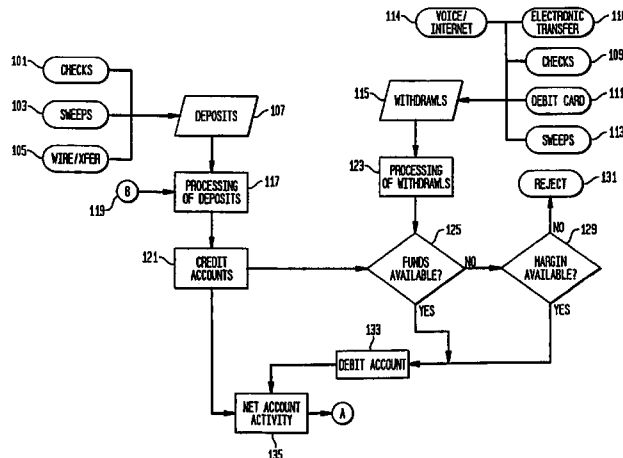 114
VOICE/
INTERNET
ELECTRONIC
TRANSFER
101
CHECKS
CHECKS
109
103
SWEEPS
DEPOSITS
107
115
WITHDRAWLS
DEBIT CARD
105
WIRE/XFER
SWEEPS
113
123
PROCESSING
OF WITHDRAWLS
117
PROCESSING
OF DEPOSITS
B
119
REJECT
131
NO
125
129
121
CREDIT
ACCOUNTS
FUNDS
AVAILABLE?
NO
MARGIN
AVAILABLE?
YES
YES
133
DEBIT ACCOUNT
NET ACCOUNT
ACTIVITY
A
135